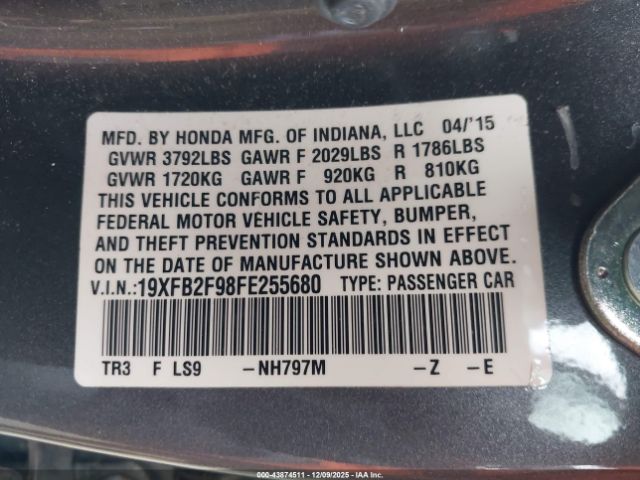 MFD. BY HONDA MFG. OF INDIANA, LLC 04/'15
GVWR 3792LBS GAWR F 2029LBS R 1786LBS
GVWR 1720KG GAWR F 920KG R 810KG
THIS VEHICLE CONFORMS TO ALL APPLICABLE
FEDERAL MOTOR VEHICLE SAFETY, BUMPER,
AND THEFT PREVENTION STANDARDS IN EFFECT
ON THE DATE OF MANUFACTURE SHOWN ABOVE.
V.I.N.: 19XFB2F98FE255680 TYPE: PASSENGER CAR
TR3 F LS9 -NH797M -Z -E
© - 43874511 - 12/09/2025 - IAA Inc.